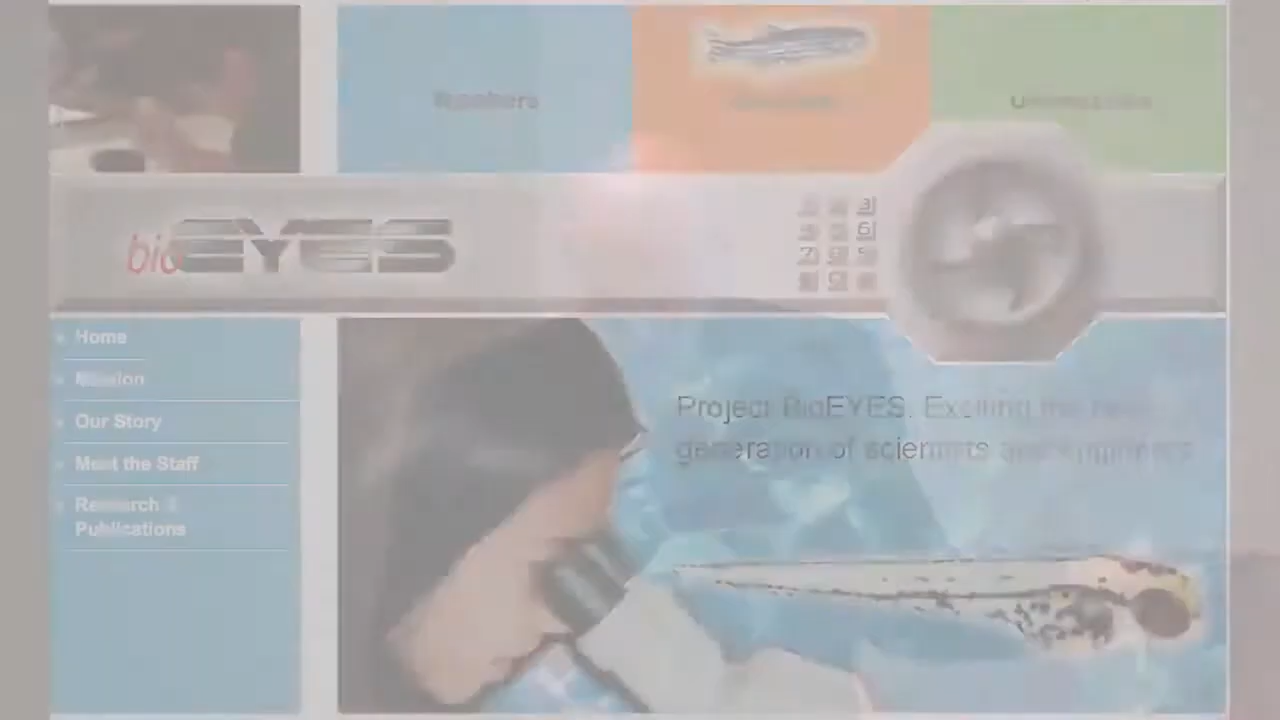 Teachers
bioEYES
Home
Mission
Our Story
Meet the Staff
Research &
Publications
Project BioEYES. Exciting the next
generation of scientists and engineers